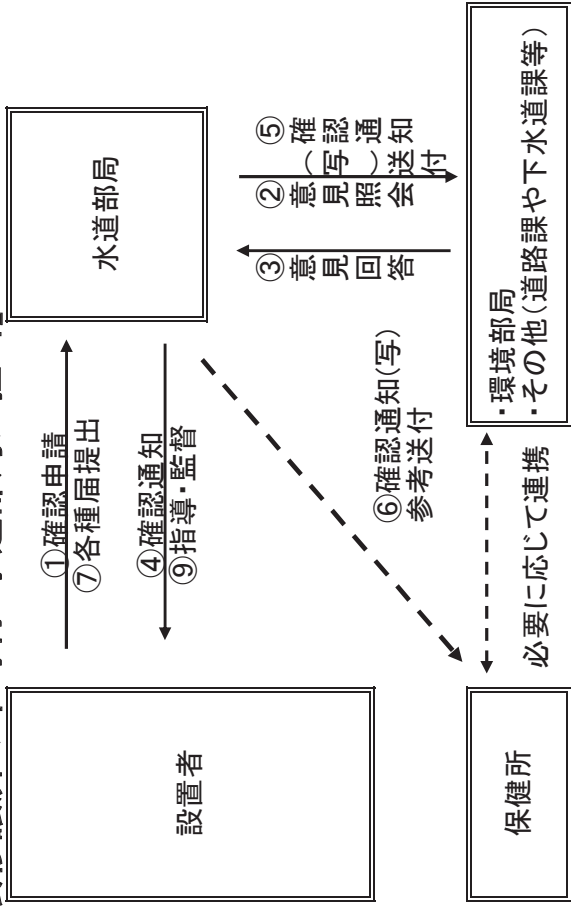 設置者
①確認申請
⑦各種届提出
④確認通知
⑨指導・監督
水道部局
⑤確認通知
(写)送付
②意見照会
③意見回答
⑥確認通知(写)
参考送付
保健所
必要に応じて連携
・環境部局
・その他(道路課や下水道課等)